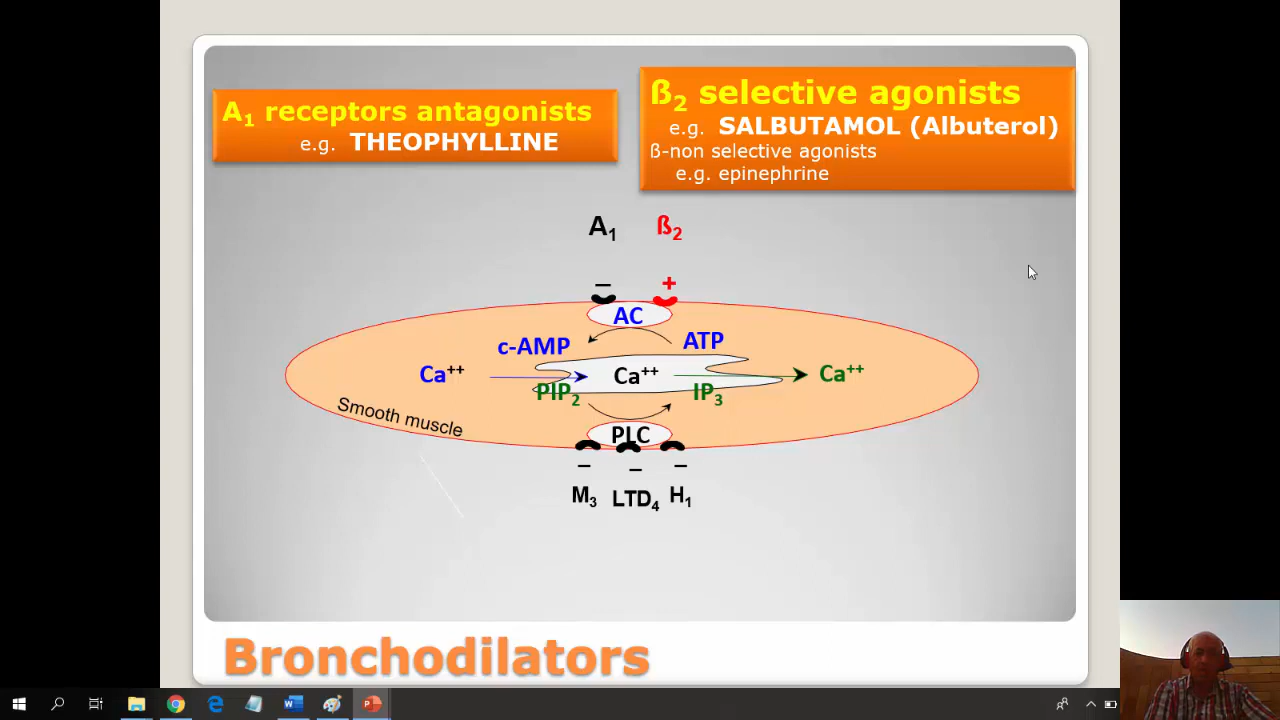 A1 receptors antagonists
e.g. THEOPHYLLINE
ß2 selective agonists
e.g. SALBUTAMOL (Albuterol)
ß-non selective agonists
e.g. epinephrine
A1 ß2
– +
AC
c-AMP ATP
Ca++ Ca++ Ca++
PIP2 IP3
Smooth muscle
PLC
– – –
M3 LTD4 H1
Bronchodilators